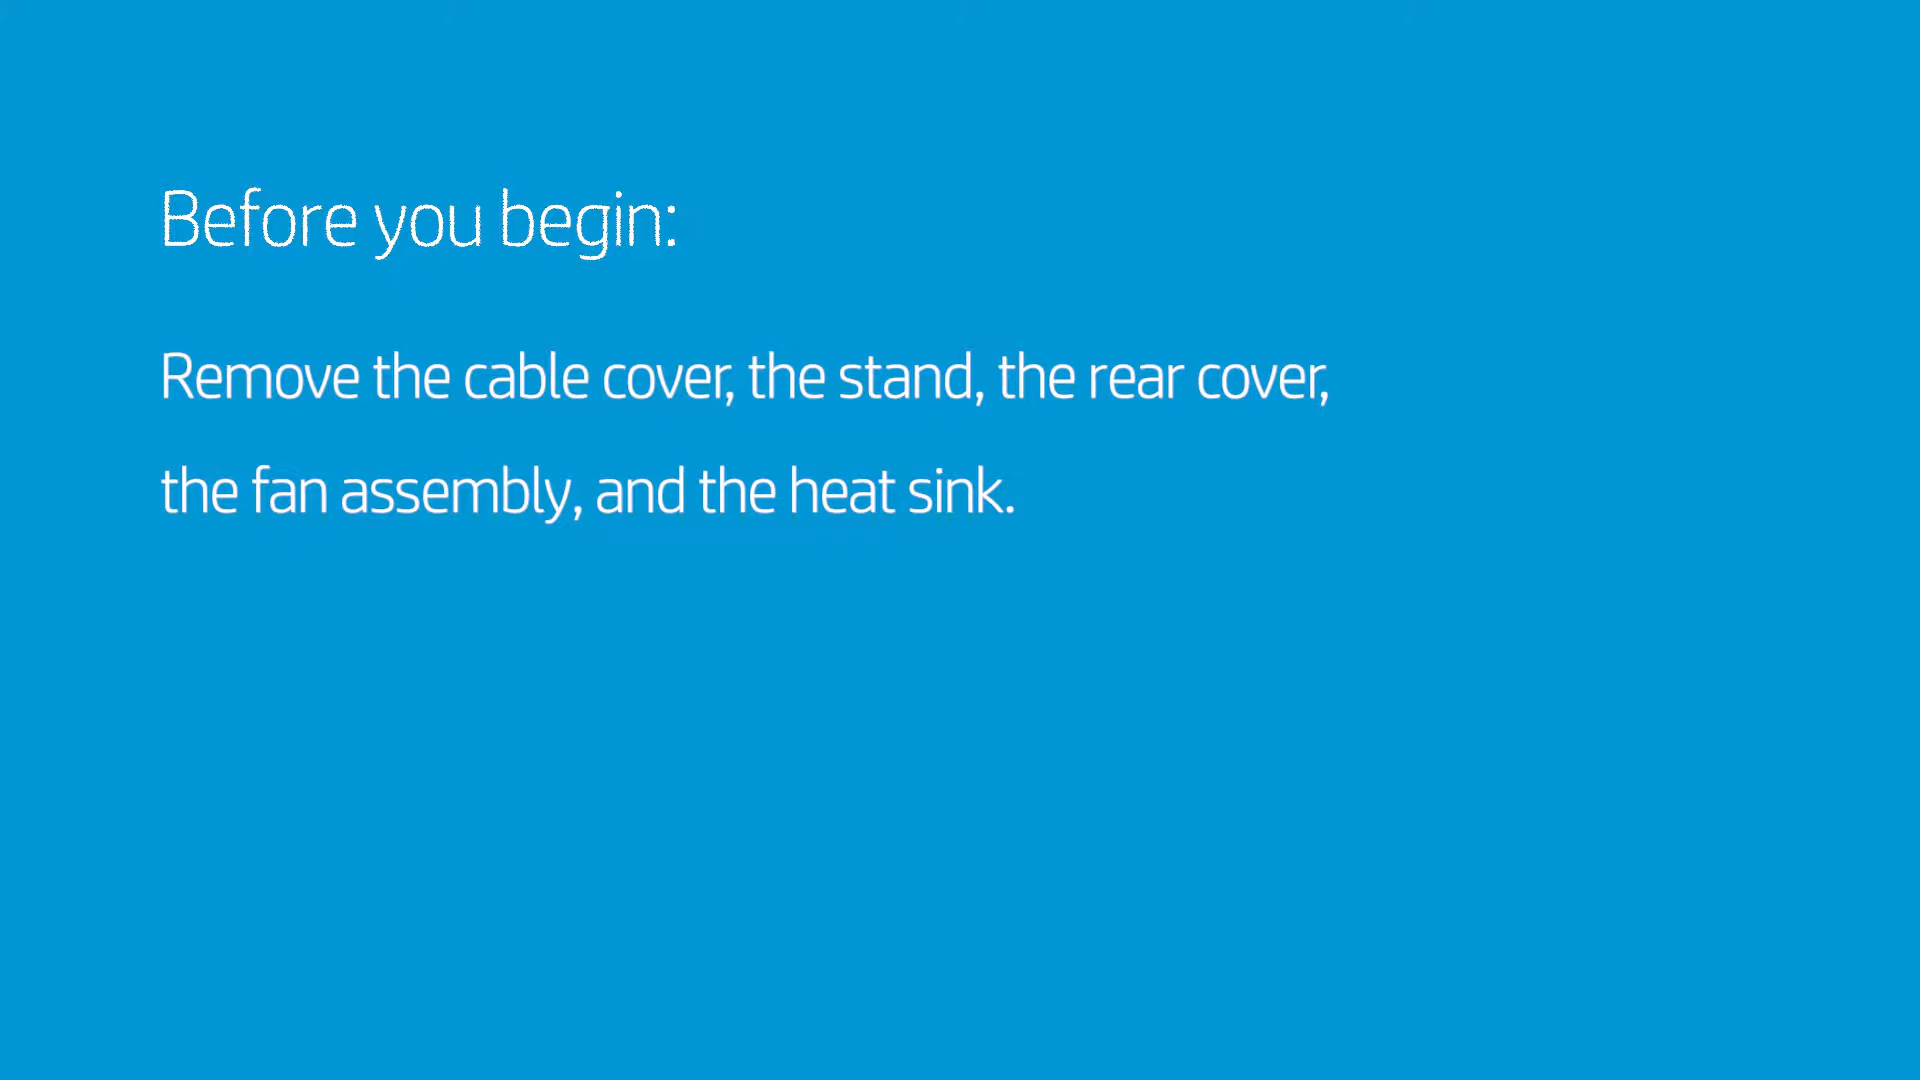 Before you begin:
Remove the cable cover, the stand, the rear cover,
the fan assembly, and the heat sink.